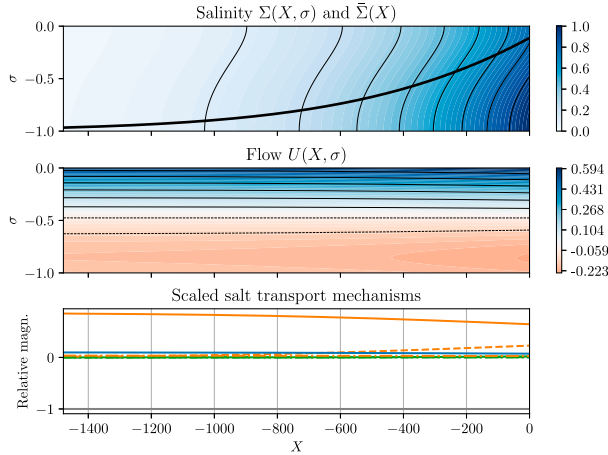 Salinity Σ(X, σ) and Σ̄(X)
0.0
−0.5
−1.0
σ
1.0
0.8
0.6
0.4
0.2
0.0
Flow U(X, σ)
0.0
−0.5
−1.0
σ
0.594
0.431
0.268
0.104
-0.059
-0.223
Scaled salt transport mechanisms
Relative magn.
0
−1
−1400 −1200 −1000 −800 −600 −400 −200 0
X